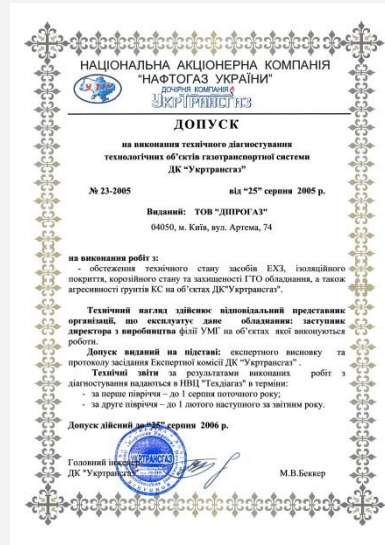 НАЦІОНАЛЬНА АКЦІОНЕРНА КОМПАНІЯ
"НАФТОГАЗ УКРАЇНИ"
ДОЧІРНЯ КОМПАНІЯ
УКРТРАНСГАЗ
ДОПУСК
на виконання технічного діагностування
технологічних об'єктів газотранспортної системи
ДК "Укртрансгаз"
№ 23-2005 від "25" серпня 2005 р.
Виданий: ТОВ "ДІПРОГАЗ"
04050, м. Київ, вул. Артема, 74
на виконання робіт з:
- обстеження технічного стану засобів ЕХЗ, ізоляційного
покриття, корозійного стану та захищеності ГТО обладнання, а також
агресивності ґрунтів КС на об'єктах ДК"Укртрансгаз".
Технічний нагляд здійснює відповідальний представник
організації, що експлуатує дане обладнання: заступник
директора з виробництва філії УМГ на об'єктах якої виконуються
роботи.
Допуск виданий на підставі: експертного висновку та
протоколу засідання Експертної комісії ДК "Укртрансгаз" .
Технічні звіти за результатами виконаних робіт з
діагностування надаються в НВЦ "Техдіагаз" в терміни:
- за перше півріччя – до 1 серпня поточного року;
- за друге півріччя – до 1 лютого наступного за звітним року.
Допуск дійсний до "25" серпня 2006 р.
Головний інженер
ДК "Укртрансгаз" М.В.Беккер
УКРТРАНСГАЗ